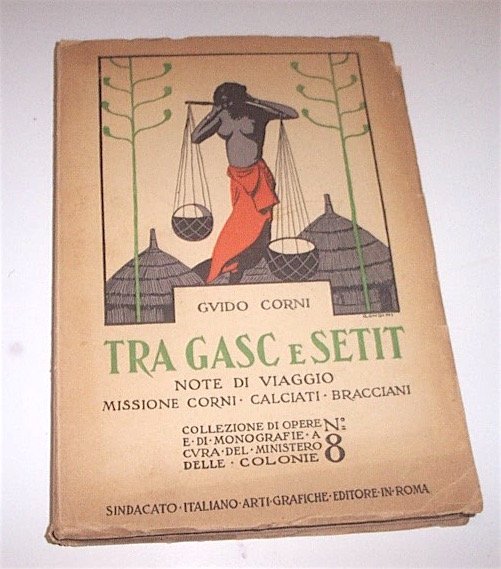 GVIDO CORNI
TRA GASC E SETIT
NOTE DI VIAGGIO
MISSIONE CORNI · CALCIATI · BRACCIANI
COLLEZIONE DI OPERE
E · DI · MONOGRAFIE · A
CVRA · DEL · MINISTERO
DELLE · COLONIE
Nº
8
SINDACATO · ITALIANO · ARTI · GRAFICHE · EDITORE · IN · ROMA